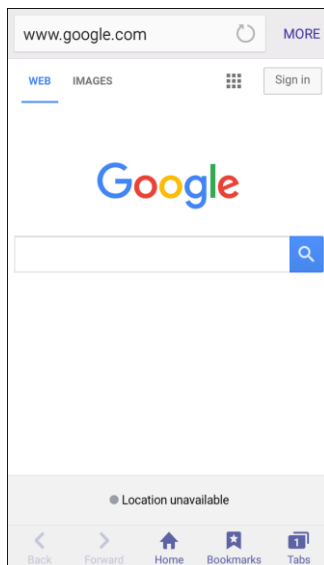 www.google.com MORE
WEB IMAGES Sign in
Google
Location unavailable
1
Back Forward Home Bookmarks Tabs